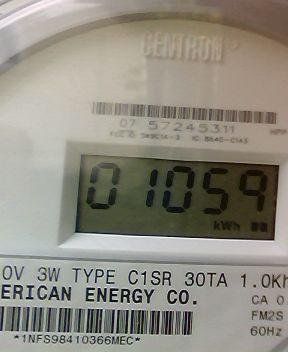 CENTRON
07 57245311
01059
kWh
0V 3W TYPE C1SR 30TA 1.0Kh
ERICAN ENERGY CO.
CA 0.
FM2S
60Hz
*1NFS98410366MEC*